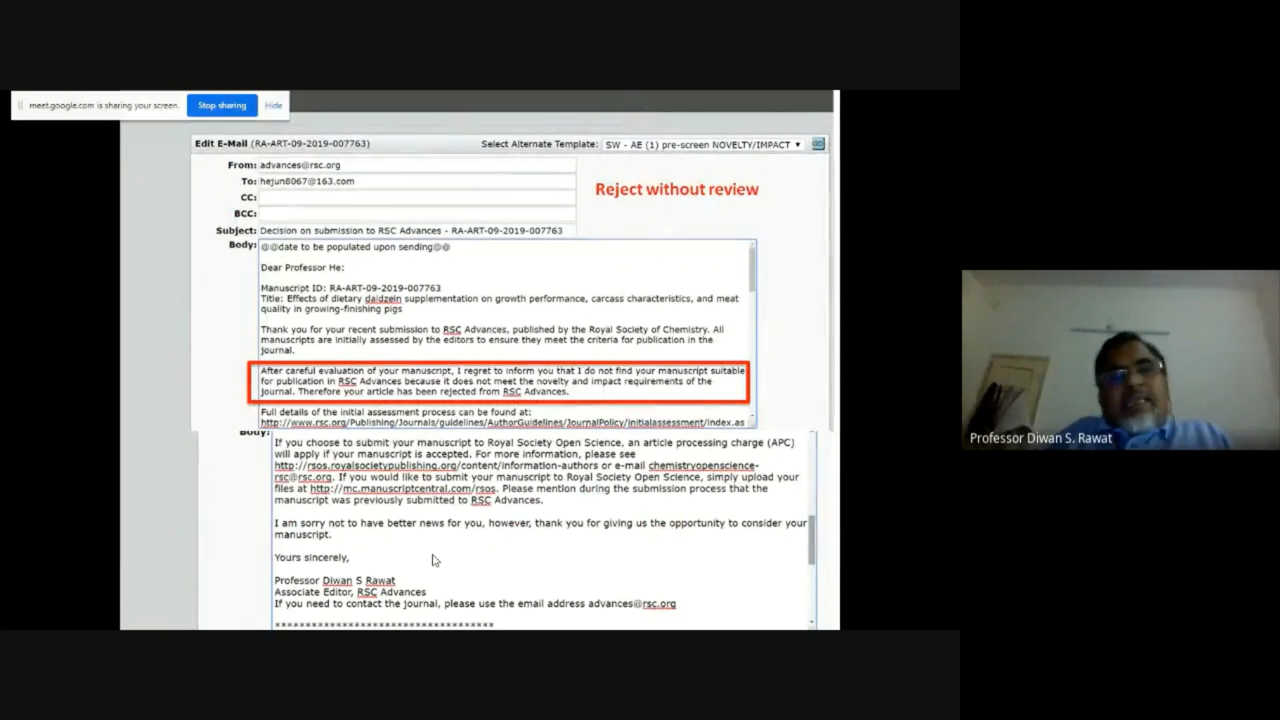 meet.google.com is sharing your screen.
Stop sharing
Hide
Edit E-Mail (RA-ART-09-2019-007763)
Select Alternate Template: SW - AE (1) pre-screen NOVELTY/IMPACT
From: advances@rsc.org
To: hejun8067@163.com
Reject without review
CC:
BCC:
Subject: Decision on submission to RSC Advances - RA-ART-09-2019-007763
Body: @@date to be populated upon sending@@
Dear Professor He:
Manuscript ID: RA-ART-09-2019-007763
Title: Effects of dietary daidzein supplementation on growth performance, carcass characteristics, and meat
quality in growing-finishing pigs
Thank you for your recent submission to RSC Advances, published by the Royal Society of Chemistry. All
manuscripts are initially assessed by the editors to ensure they meet the criteria for publication in the
journal.
After careful evaluation of your manuscript, I regret to inform you that I do not find your manuscript suitable
for publication in RSC Advances because it does not meet the novelty and impact requirements of the
journal. Therefore your article has been rejected from RSC Advances.
Full details of the initial assessment process can be found at:
http://www.rsc.org/Publishing/Journals/guidelines/AuthorGuidelines/JournalPolicy/initialassessment/index.as
Body:
If you choose to submit your manuscript to Royal Society Open Science, an article processing charge (APC)
will apply if your manuscript is accepted. For more information, please see
http://rsos.royalsocietypublishing.org/content/information-authors or e-mail chemistryopenscience-
rsc@rsc.org. If you would like to submit your manuscript to Royal Society Open Science, simply upload your
files at http://mc.manuscriptcentral.com/rsos. Please mention during the submission process that the
manuscript was previously submitted to RSC Advances.
I am sorry not to have better news for you, however, thank you for giving us the opportunity to consider your
manuscript.
Yours sincerely,
Professor Diwan S Rawat
Associate Editor, RSC Advances
If you need to contact the journal, please use the email address advances@rsc.org
**********************************
Professor Diwan S. Rawat